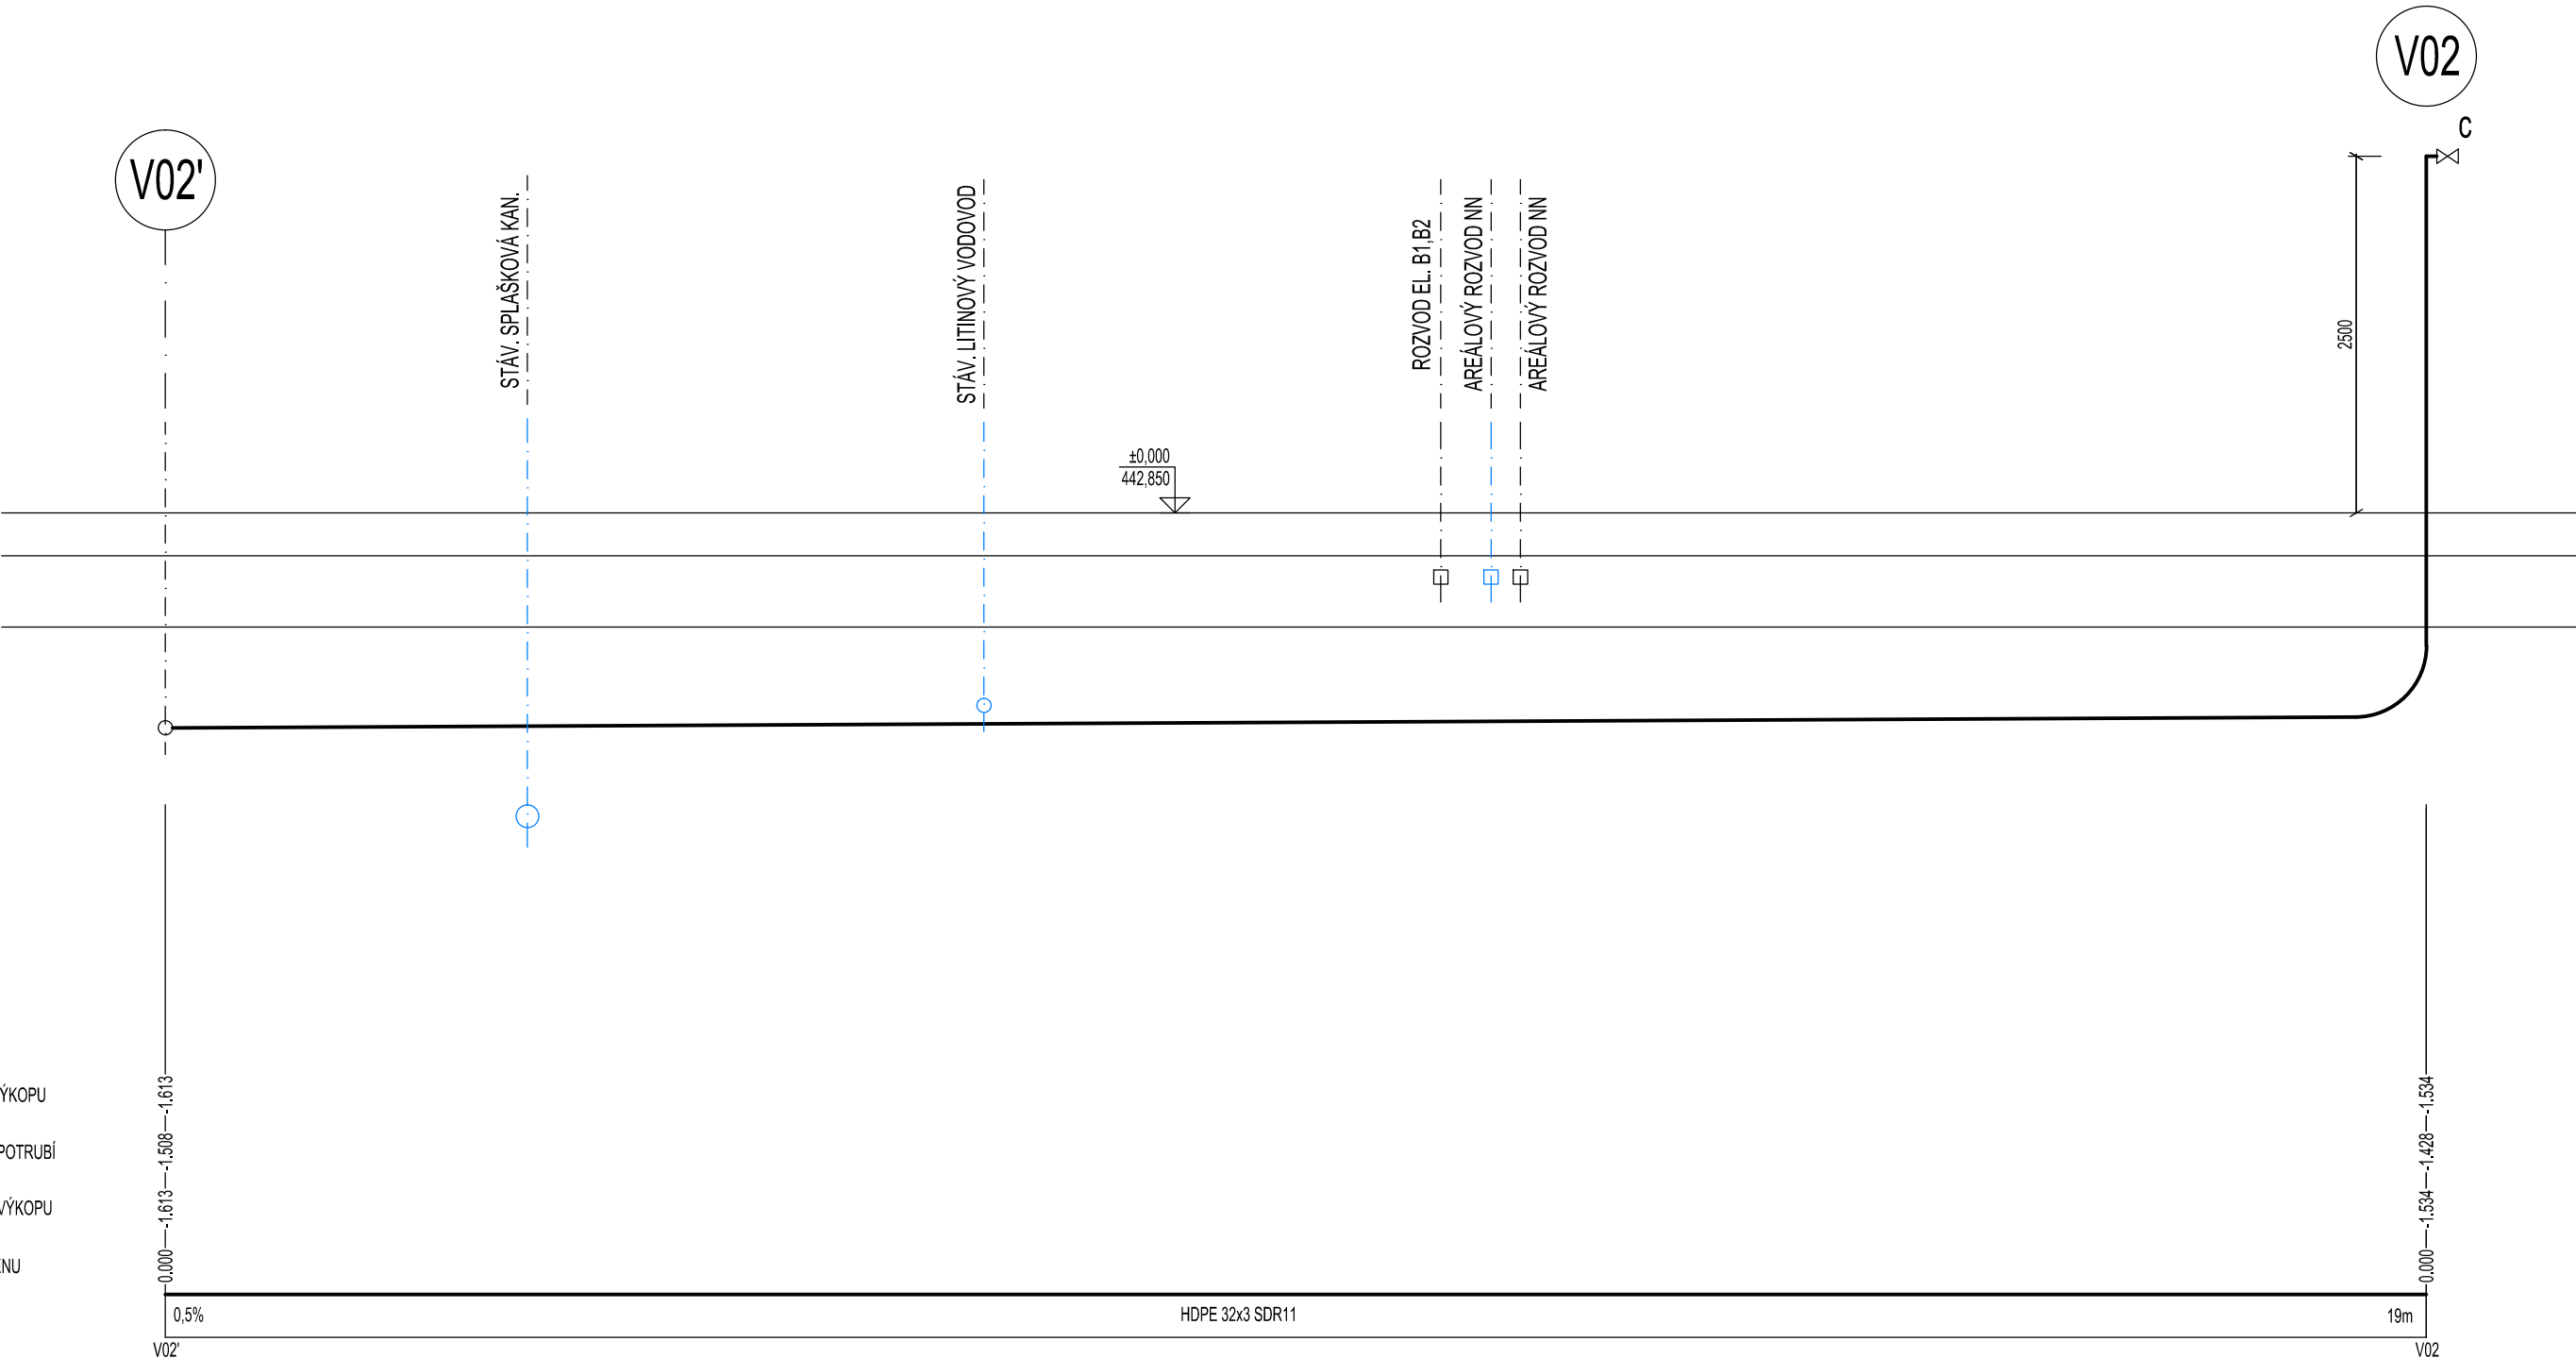 V02
C
V02'
STÁV. SPLAŠKOVÁ KAN.
STÁV. LITINOVÝ VODOVOD
ROZVOD EL. B1,B2
AREÁLOVÝ ROZVOD NN
AREÁLOVÝ ROZVOD NN
2500
±0,000
442,850
ÝKOPU
-1.613
-1.534
POTRUBÍ
-1.508
-1.428
VÝKOPU
-1.613
-1.534
ENU
0.000
0.000
0,5%
HDPE 32x3 SDR11
19m
V02'
V02